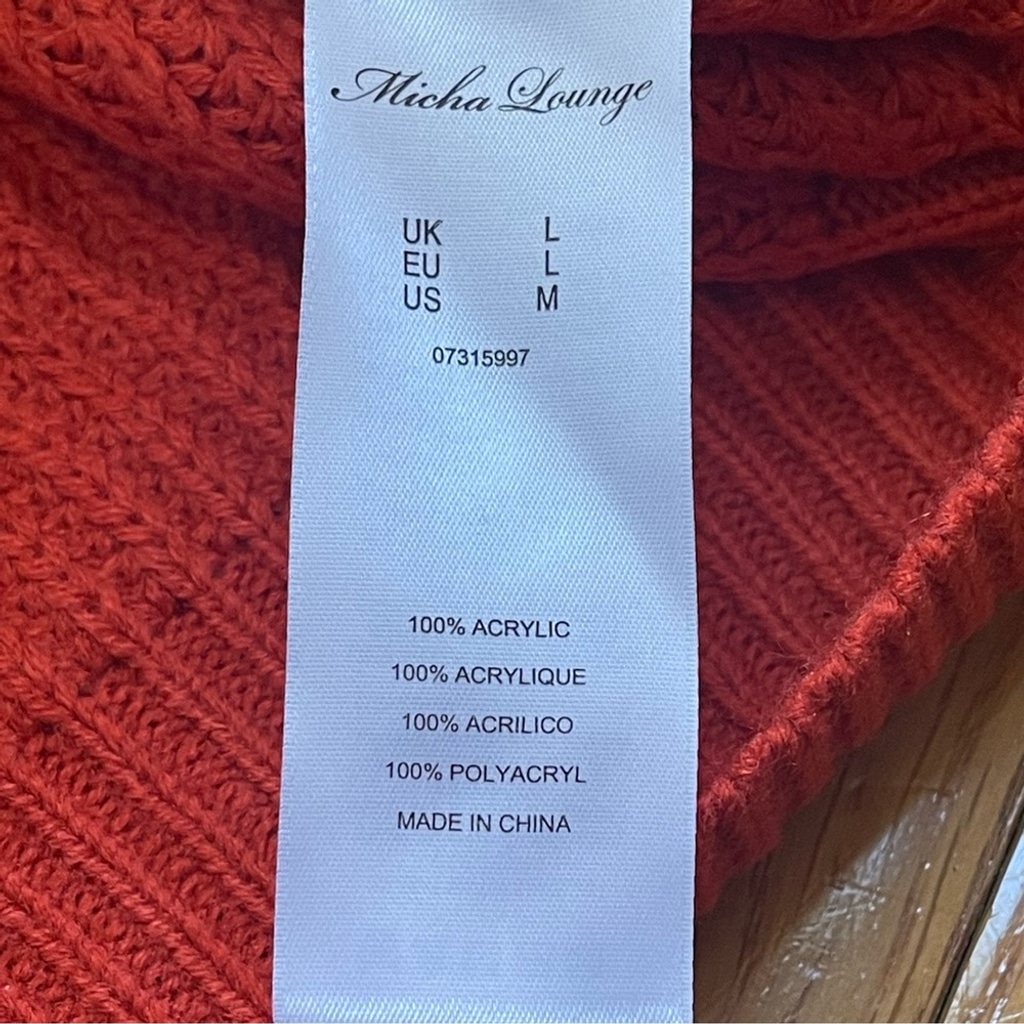 Micha Lounge
UK L
EU L
US M
07315997
100% ACRYLIC
100% ACRYLIQUE
100% ACRILICO
100% POLYACRYL
MADE IN CHINA